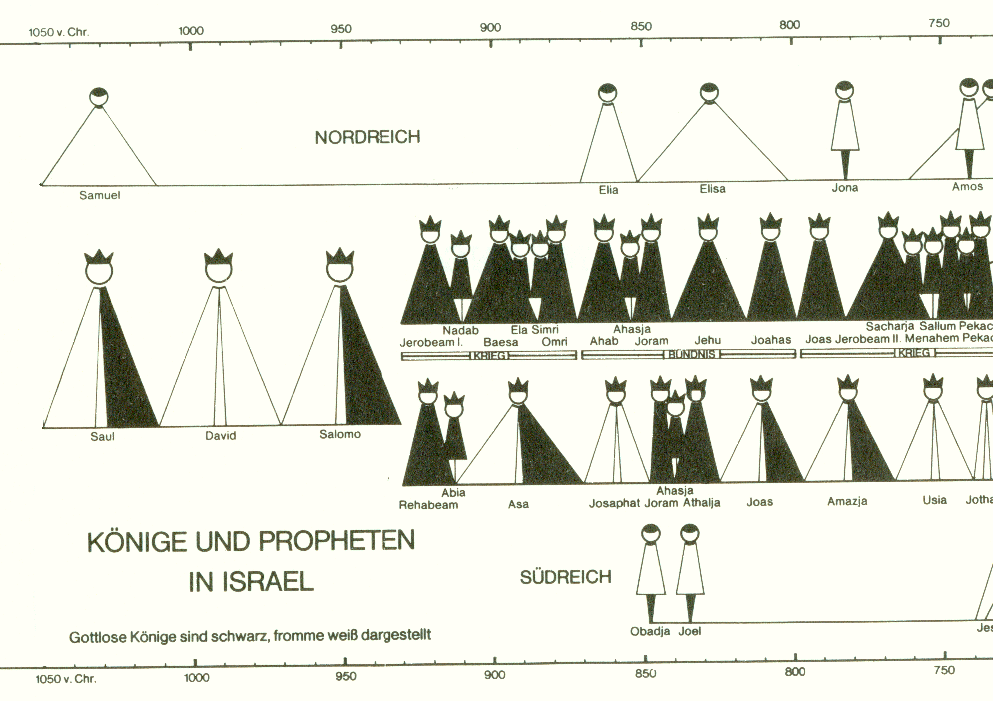 1050 v. Chr. 1000 950 900 850 800 750
NORDREICH
Samuel Elia Elisa Jona Amos
Nadab Ela Simri Ahasja Sacharja Sallum
Jerobeam I. Baesa Omri Ahab Joram Jehu Joahas Joas Jerobeam II. Menahem
KRIEG BÜNDNIS KRIEG
Saul David Salomo
Abia Ahasja
Rehabeam Asa Josaphat Joram Athalja Joas Amazja Usia
KÖNIGE UND PROPHETEN
IN ISRAEL
SÜDREICH
Gottlose Könige sind schwarz, fromme weiß dargestellt
Obadja Joel
1050 v. Chr. 1000 950 900 850 800 750